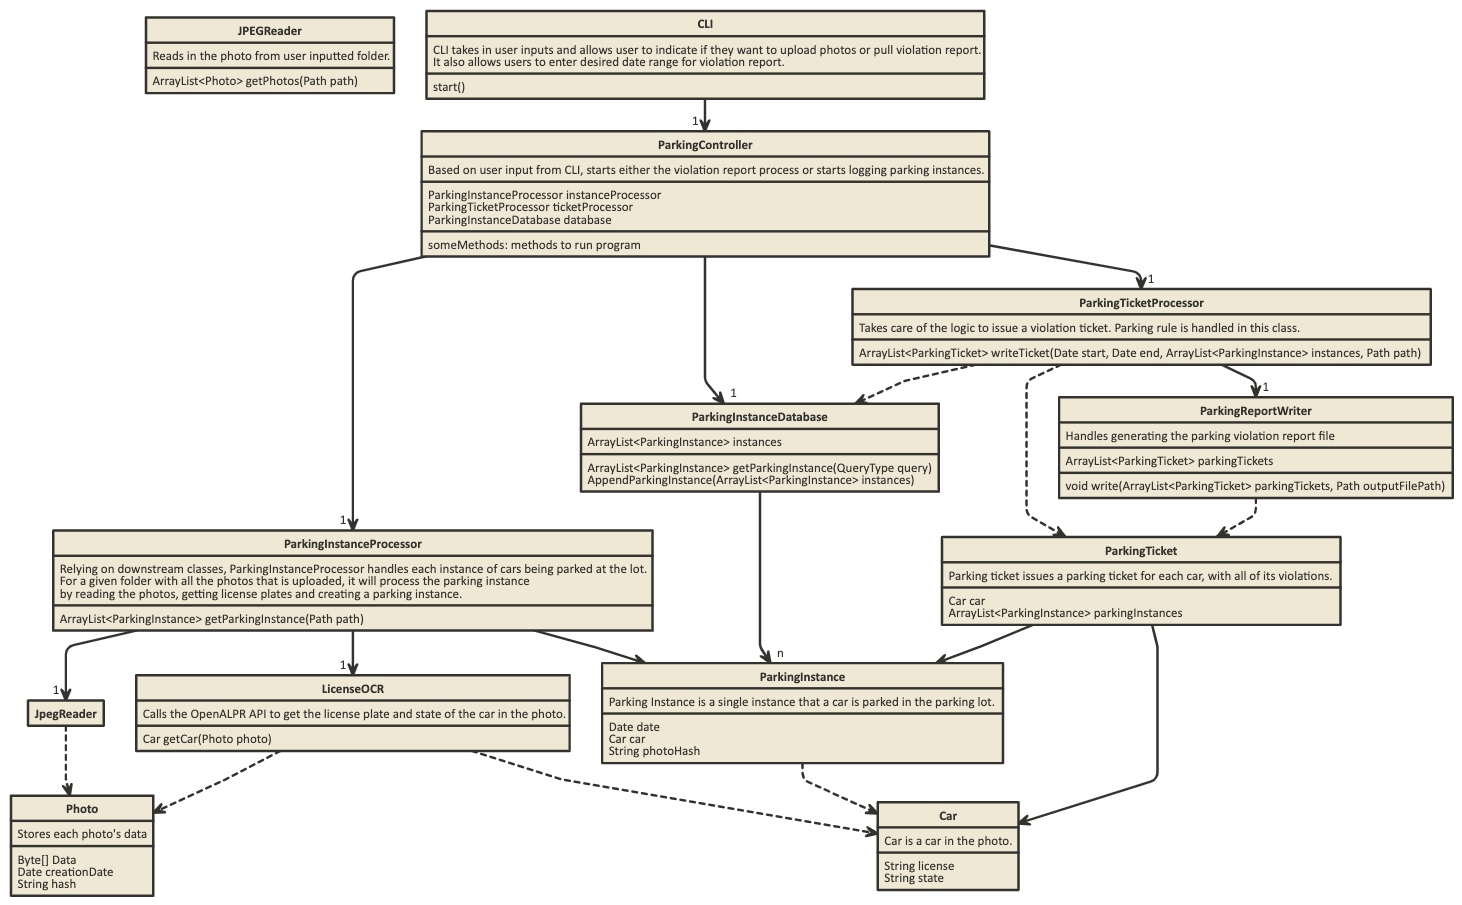 JPEGReader
Reads in the photo from user inputted folder.
ArrayList<Photo> getPhotos(Path path)
CLI
CLI takes in user inputs and allows user to indicate if they want to upload photos or pull violation report.
It also allows users to enter desired date range for violation report.
start()
1
ParkingController
Based on user input from CLI, starts either the violation report process or starts logging parking instances.
ParkingInstanceProcessor instanceProcessor
ParkingTicketProcessor ticketProcessor
ParkingInstanceDatabase database
someMethods: methods to run program
1
ParkingTicketProcessor
Takes care of the logic to issue a violation ticket. Parking rule is handled in this class.
ArrayList<ParkingTicket> writeTicket(Date start, Date end, ArrayList<ParkingInstance> instances, Path path)
1
ParkingInstanceDatabase
ArrayList<ParkingInstance> instances
ArrayList<ParkingInstance> getParkingInstance(QueryType query)
AppendParkingInstance(ArrayList<ParkingInstance> instances)
1
ParkingReportWriter
Handles generating the parking violation report file
ArrayList<ParkingTicket> parkingTickets
void write(ArrayList<ParkingTicket> parkingTickets, Path outputFilePath)
1
ParkingInstanceProcessor
Relying on downstream classes, ParkingInstanceProcessor handles each instance of cars being parked at the lot.
For a given folder with all the photos that is uploaded, it will process the parking instance
by reading the photos, getting license plates and creating a parking instance.
ArrayList<ParkingInstance> getParkingInstance(Path path)
ParkingTicket
Parking ticket issues a parking ticket for each car, with all of its violations.
Car car
ArrayList<ParkingInstance> parkingInstances
1
JpegReader
1
LicenseOCR
Calls the OpenALPR API to get the license plate and state of the car in the photo.
Car getCar(Photo photo)
n
ParkingInstance
Parking Instance is a single instance that a car is parked in the parking lot.
Date date
Car car
String photoHash
Photo
Stores each photo's data
Byte[] Data
Date creationDate
String hash
Car
Car is a car in the photo.
String license
String state